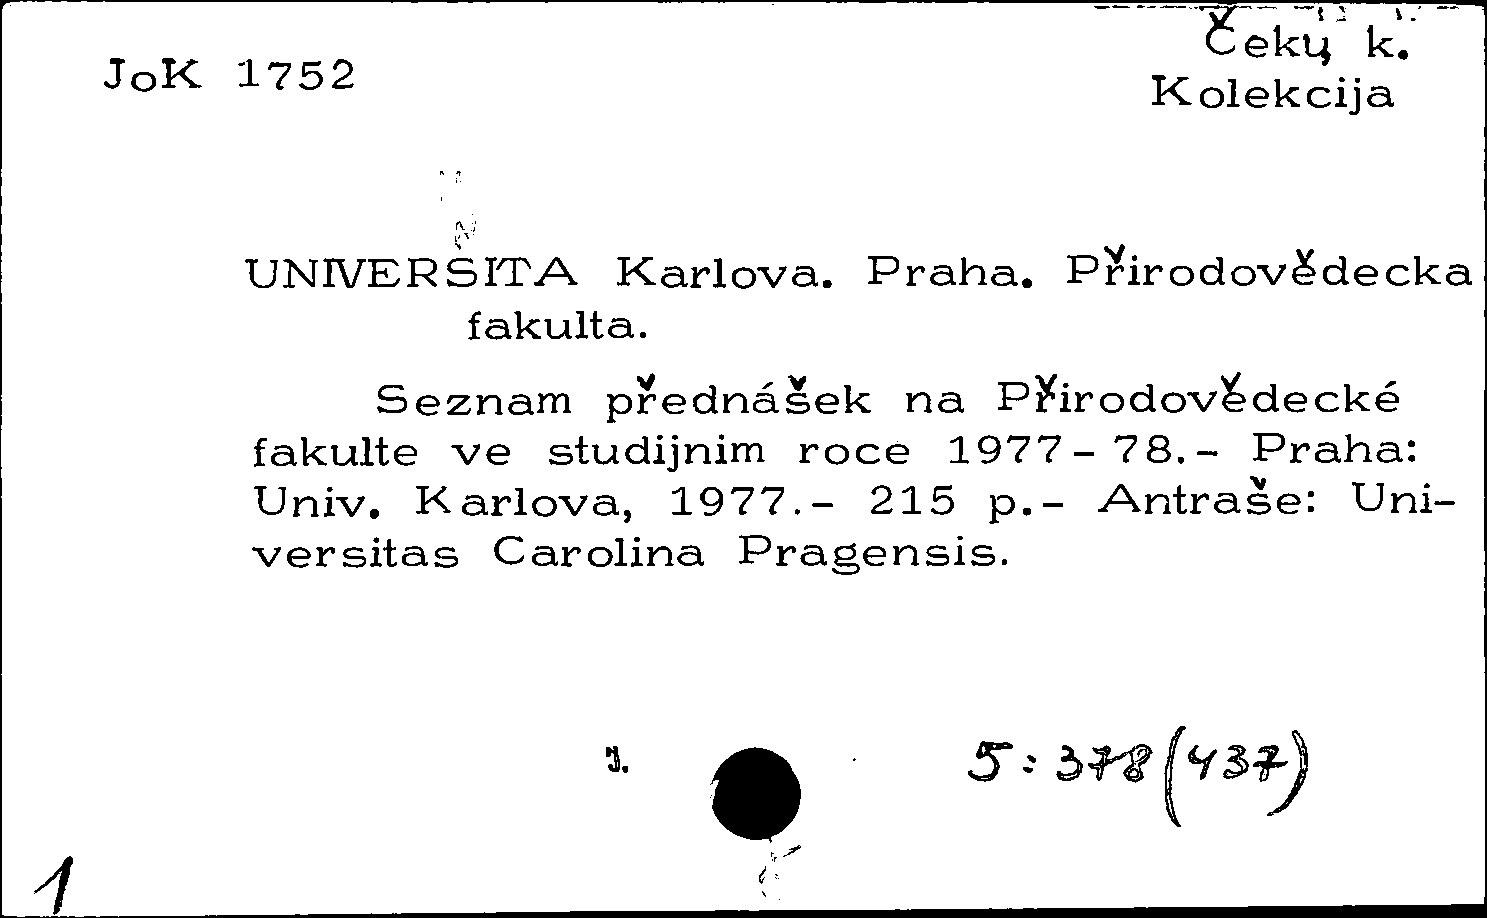 JoK 1752
Čekų k.
Kolekcija
UNIVERSITA Karlova. Praha. Přirodovědecka
fakulta.
Seznam přednášek na Přirodovědecké
fakulte ve studijnim roce 1977-78.- Praha:
Univ. Karlova, 1977.- 215 p.- Antraše: Uni-
versitas Carolina Pragensis.
5:378(437)
1